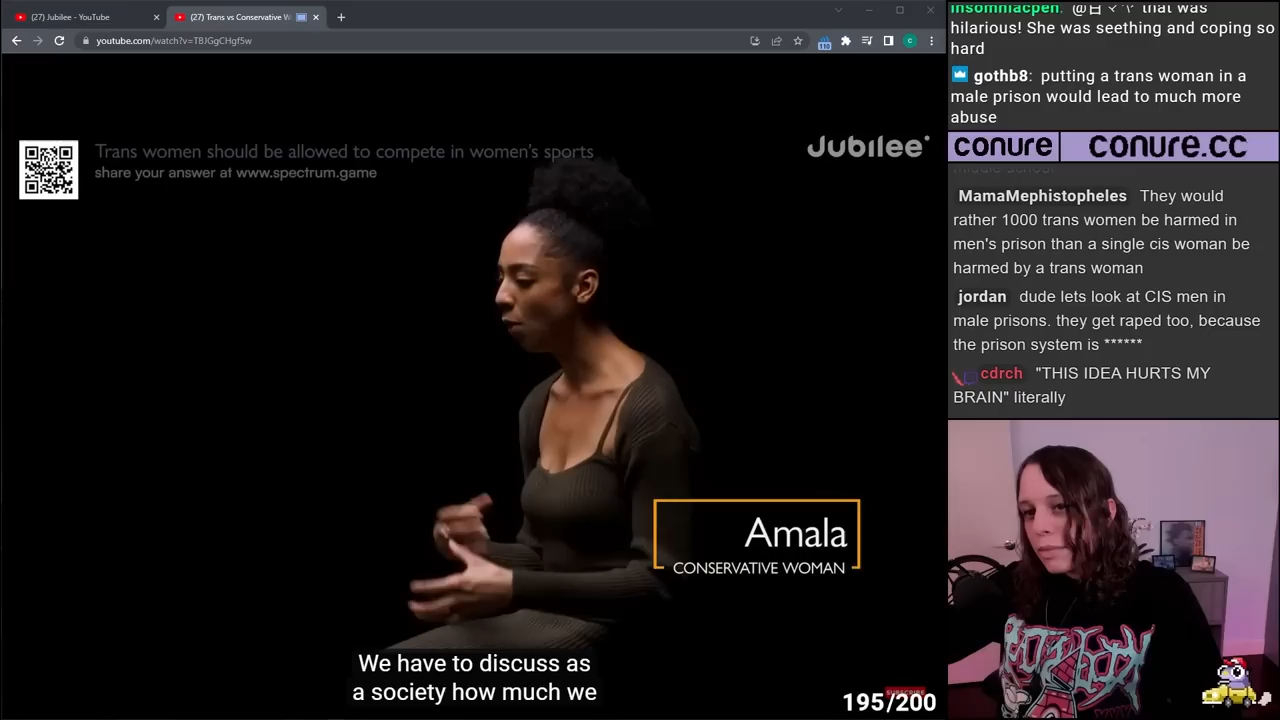 (27) Jubilee - YouTube
(27) Trans vs Conservative W
youtube.com/watch?v=TBJGgCHgf5w
Trans women should be allowed to compete in women's sports
share your answer at www.spectrum.game
Jubilee
Amala
CONSERVATIVE WOMAN
We have to discuss as
a society how much we
195/200
insomniacpen: @日 that was
hilarious! She was seething and coping so
hard
gothb8: putting a trans woman in a
male prison would lead to much more
abuse
conure conure.cc
middle school
MamaMephistopheles They would
rather 1000 trans women be harmed in
men's prison than a single cis woman be
harmed by a trans woman
jordan dude lets look at CIS men in
male prisons. they get raped too, because
the prison system is ******
cdrch "THIS IDEA HURTS MY
BRAIN" literally